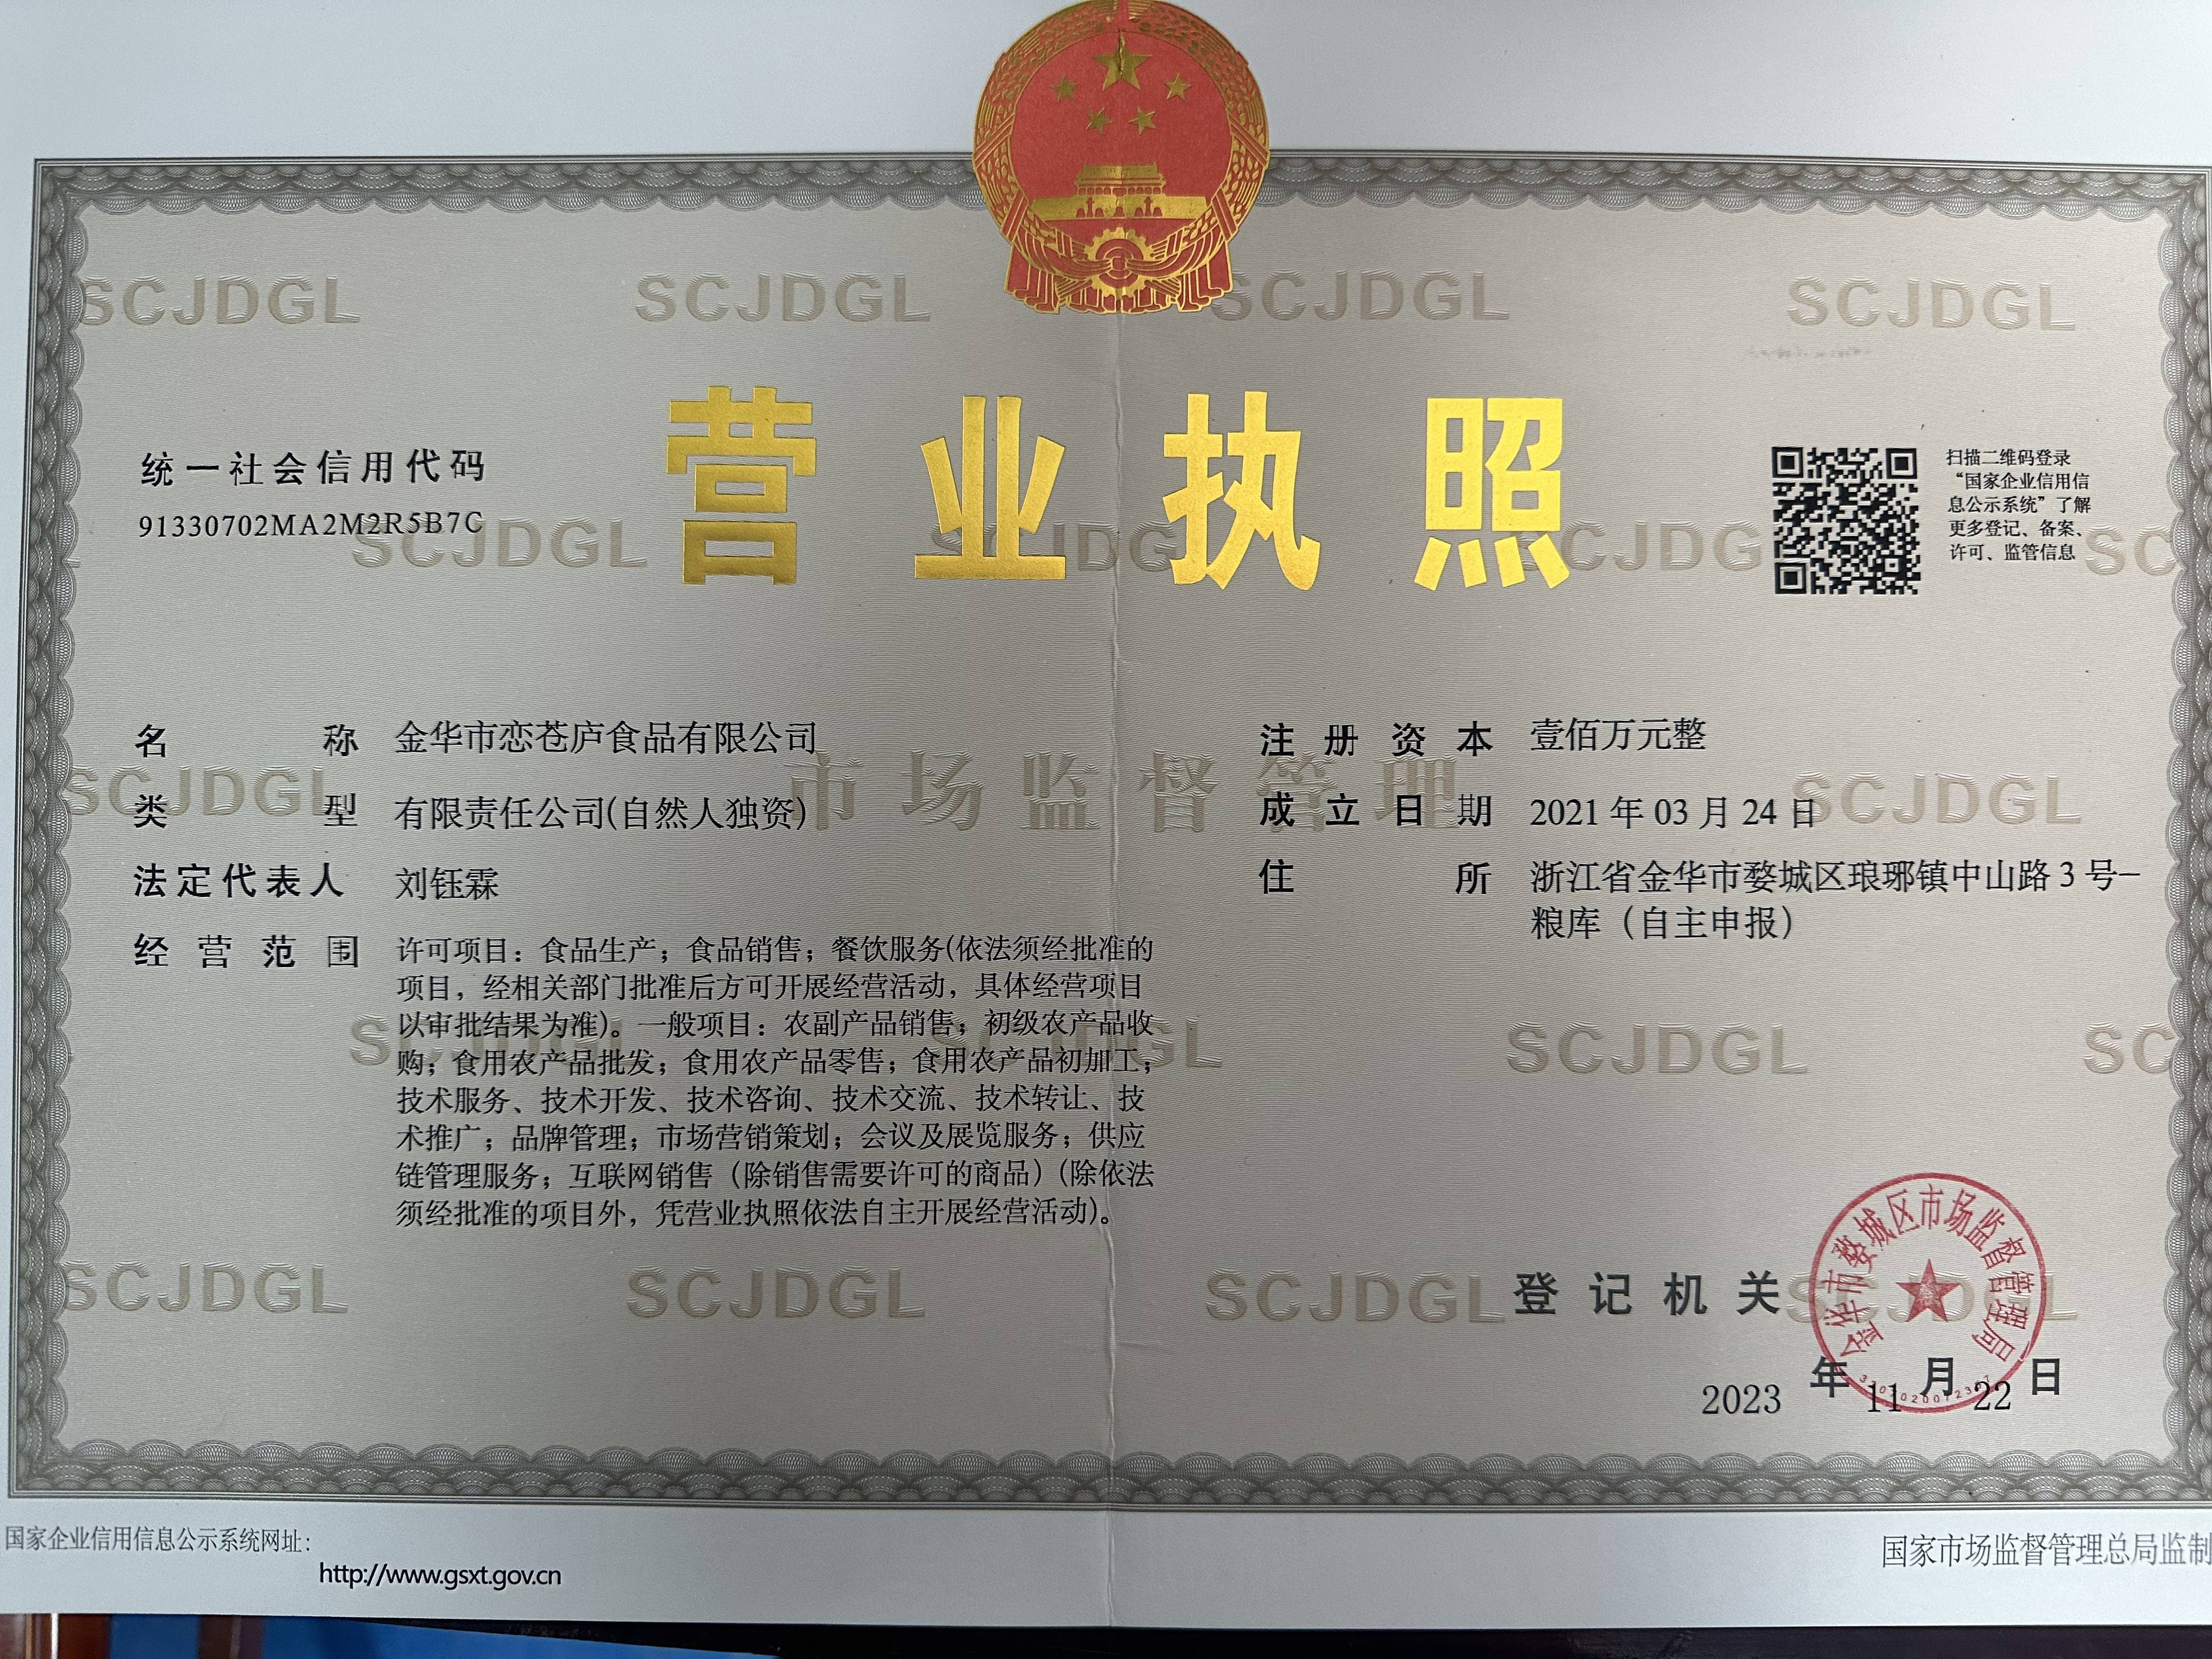 营业执照
统一社会信用代码
91330702MA2M2R5B7C
扫描二维码登录
“国家企业信用信
息公示系统”了解
更多登记、备案、
许可、监管信息
名称 金华市恋苍庐食品有限公司
类型 有限责任公司(自然人独资)
法定代表人 刘钰霖
经营范围 许可项目：食品生产；食品销售；餐饮服务(依法须经批准的
项目，经相关部门批准后方可开展经营活动，具体经营项目
以审批结果为准)。一般项目：农副产品销售；初级农产品收
购；食用农产品批发；食用农产品零售；食用农产品初加工；
技术服务、技术开发、技术咨询、技术交流、技术转让、技
术推广；品牌管理；市场营销策划；会议及展览服务；供应
链管理服务；互联网销售（除销售需要许可的商品）(除依法
须经批准的项目外，凭营业执照依法自主开展经营活动)。
注册资本 壹佰万元整
成立日期 2021 年 03 月 24 日
住所 浙江省金华市婺城区琅琊镇中山路 3 号–
粮库（自主申报）
登记机关
金华市婺城区市场监督管理局
2023 年 11 月 22 日
国家企业信用信息公示系统网址：
http://www.gsxt.gov.cn
国家市场监督管理总局监制
SCJDGL SCJDGL SCJDGL SCJDGL
SCJDGL
市场监督管理